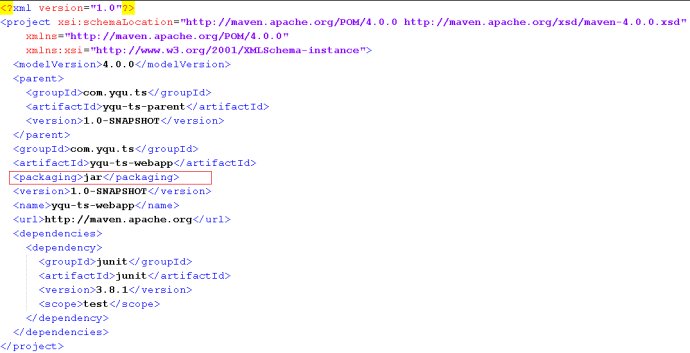 <?xml version="1.0"?>
<project xsi:schemaLocation="http://maven.apache.org/POM/4.0.0 http://maven.apache.org/xsd/maven-4.0.0.xsd"
xmlns="http://maven.apache.org/POM/4.0.0"
xmlns:xsi="http://www.w3.org/2001/XMLSchema-instance">
<modelVersion>4.0.0</modelVersion>
<parent>
<groupId>com.yqu.ts</groupId>
<artifactId>yqu-ts-parent</artifactId>
<version>1.0-SNAPSHOT</version>
</parent>
<groupId>com.yqu.ts</groupId>
<artifactId>yqu-ts-webapp</artifactId>
<packaging>jar</packaging>
<version>1.0-SNAPSHOT</version>
<name>yqu-ts-webapp</name>
<url>http://maven.apache.org</url>
<dependencies>
<dependency>
<groupId>junit</groupId>
<artifactId>junit</artifactId>
<version>3.8.1</version>
<scope>test</scope>
</dependency>
</dependencies>
</project>